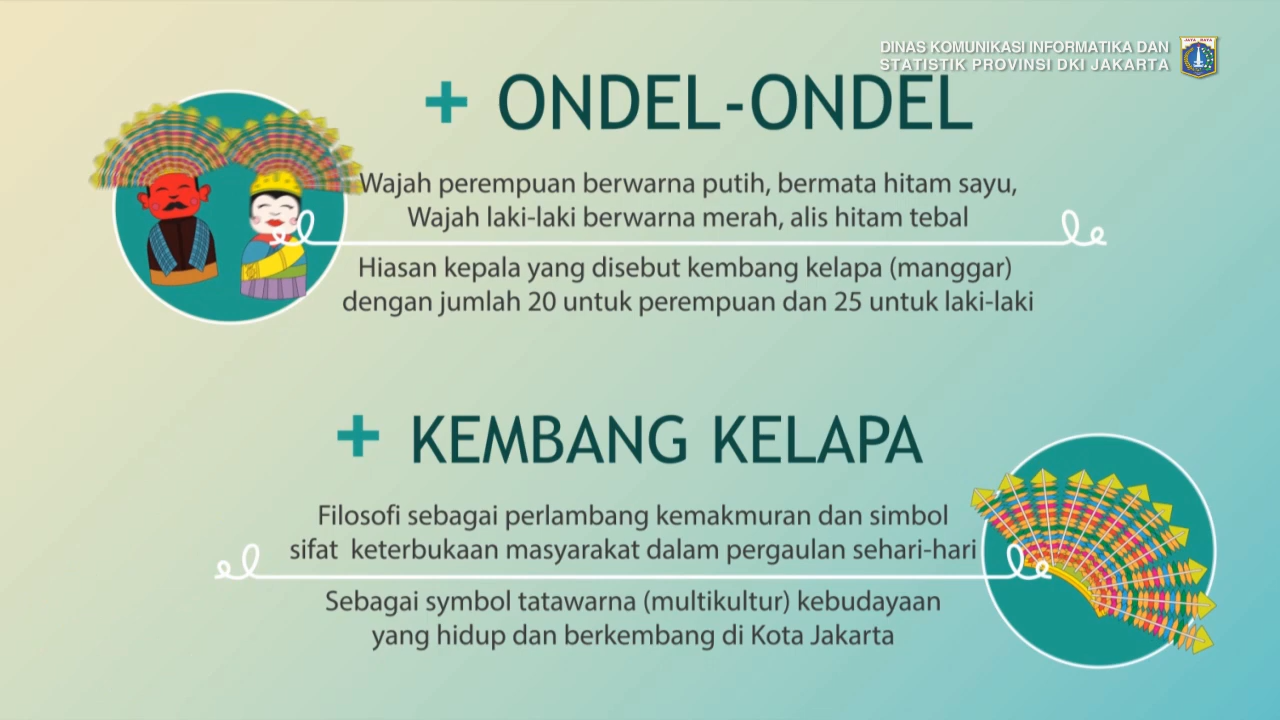 DINAS KOMUNIKASI INFORMATIKA DAN
STATISTIK PROVINSI DKI JAKARTA
+ ONDEL-ONDEL
Wajah perempuan berwarna putih, bermata hitam sayu,
Wajah laki-laki berwarna merah, alis hitam tebal
Hiasan kepala yang disebut kembang kelapa (manggar)
dengan jumlah 20 untuk perempuan dan 25 untuk laki-laki
+ KEMBANG KELAPA
Filosofi sebagai perlambang kemakmuran dan simbol
sifat keterbukaan masyarakat dalam pergaulan sehari-hari
Sebagai symbol tatawarna (multikultur) kebudayaan
yang hidup dan berkembang di Kota Jakarta